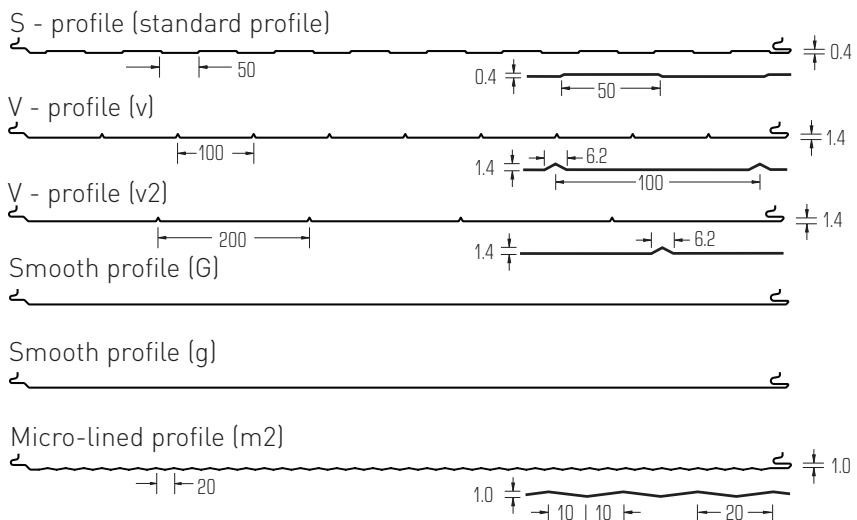 S - profile (standard profile)
0.4
50
0.4
50
V - profile (v)
1.4
100
1.4
6.2
100
V - profile (v2)
1.4
200
1.4
6.2
Smooth profile (G)
Smooth profile (g)
Micro-lined profile (m2)
1.0
20
1.0
10 10 20